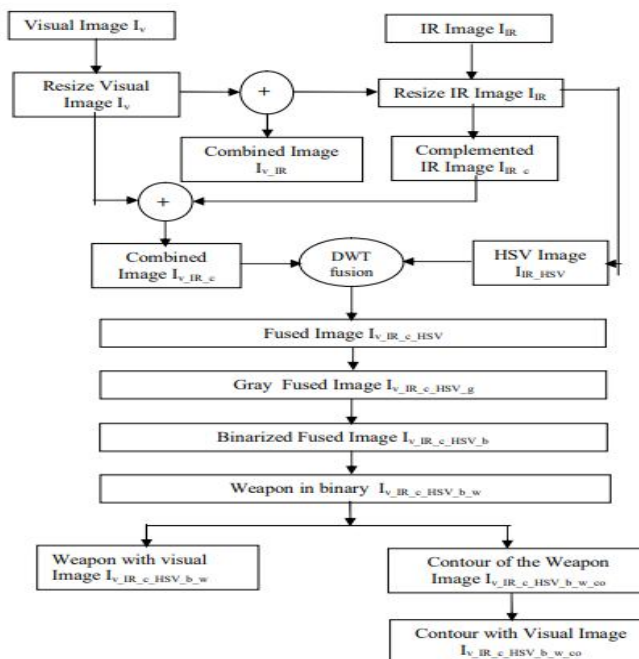 Visual Image I_v
IR Image I_IR
Resize Visual
Image I_v
+
Resize IR Image I_IR
Combined Image
I_v_IR
Complemented
IR Image I_IR_c
+
Combined
Image I_v_IR_c
DWT
fusion
HSV Image
I_IR_HSV
Fused Image I_v_IR_c_HSV
Gray Fused Image I_v_IR_c_HSV_g
Binarized Fused Image I_v_IR_c_HSV_b
Weapon in binary I_v_IR_c_HSV_b_w
Weapon with visual
Image I_v_IR_c_HSV_b_w
Contour of the Weapon
Image I_v_IR_c_HSV_b_w_co
Contour with Visual Image
I_v_IR_c_HSV_b_w_co